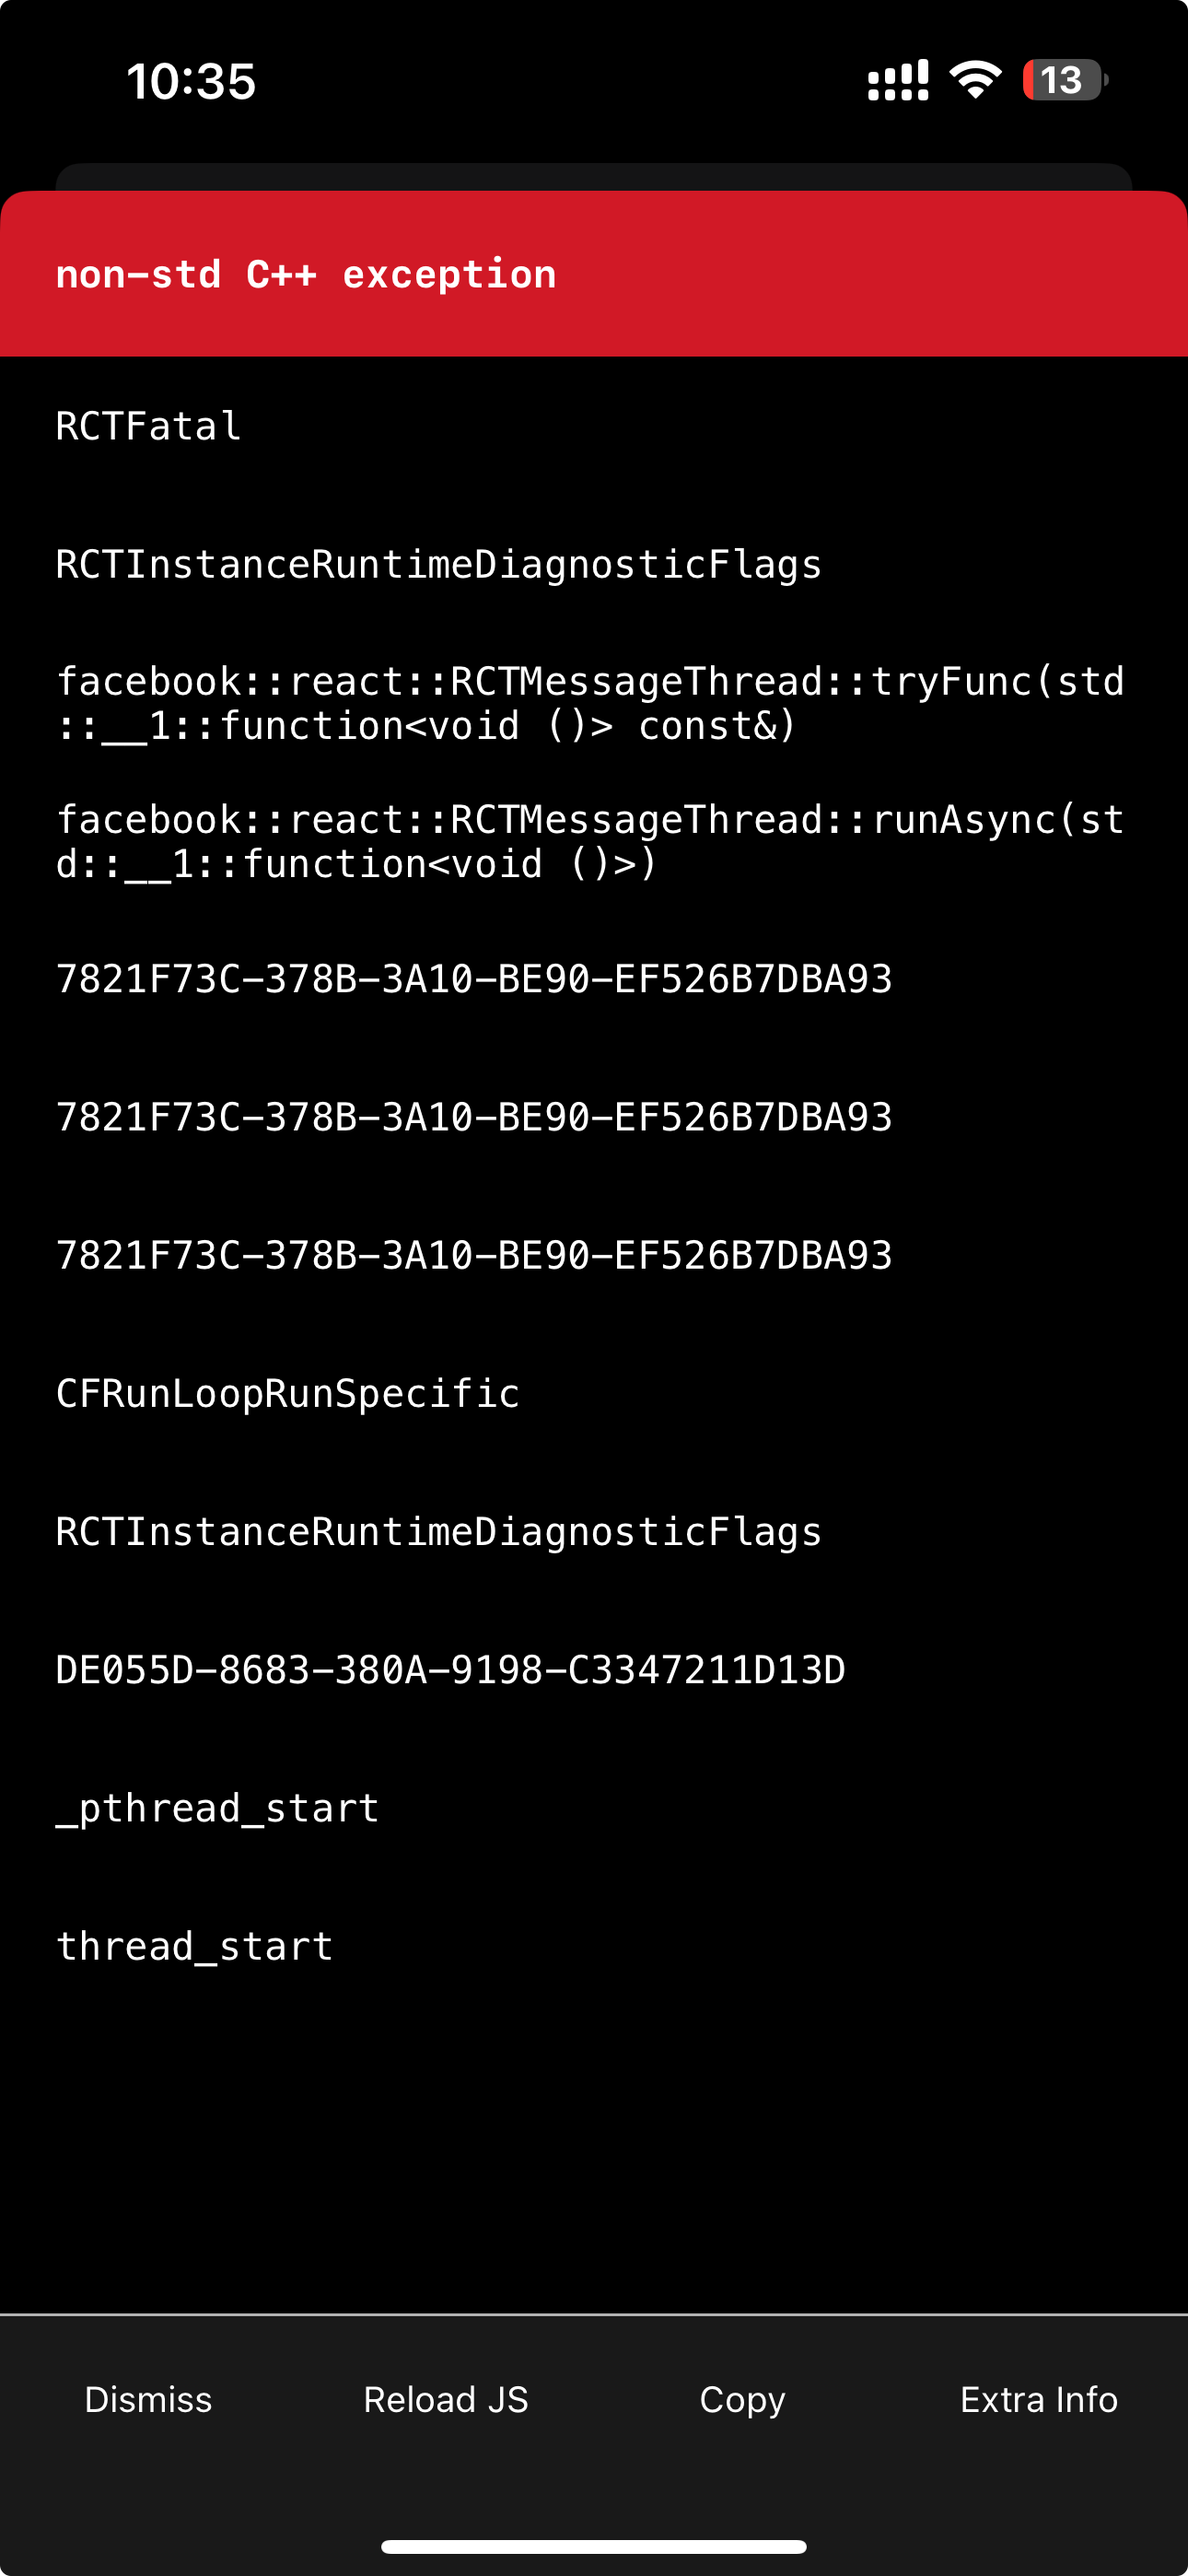 10:35
13
non-std C++ exception
RCTFatal
RCTInstanceRuntimeDiagnosticFlags
facebook::react::RCTMessageThread::tryFunc(std
::__1::function<void ()> const&)
facebook::react::RCTMessageThread::runAsync(st
d::__1::function<void ()>)
7821F73C-378B-3A10-BE90-EF526B7DBA93
7821F73C-378B-3A10-BE90-EF526B7DBA93
7821F73C-378B-3A10-BE90-EF526B7DBA93
CFRunLoopRunSpecific
RCTInstanceRuntimeDiagnosticFlags
DE055D-8683-380A-9198-C3347211D13D
_pthread_start
thread_start
Dismiss Reload JS Copy Extra Info